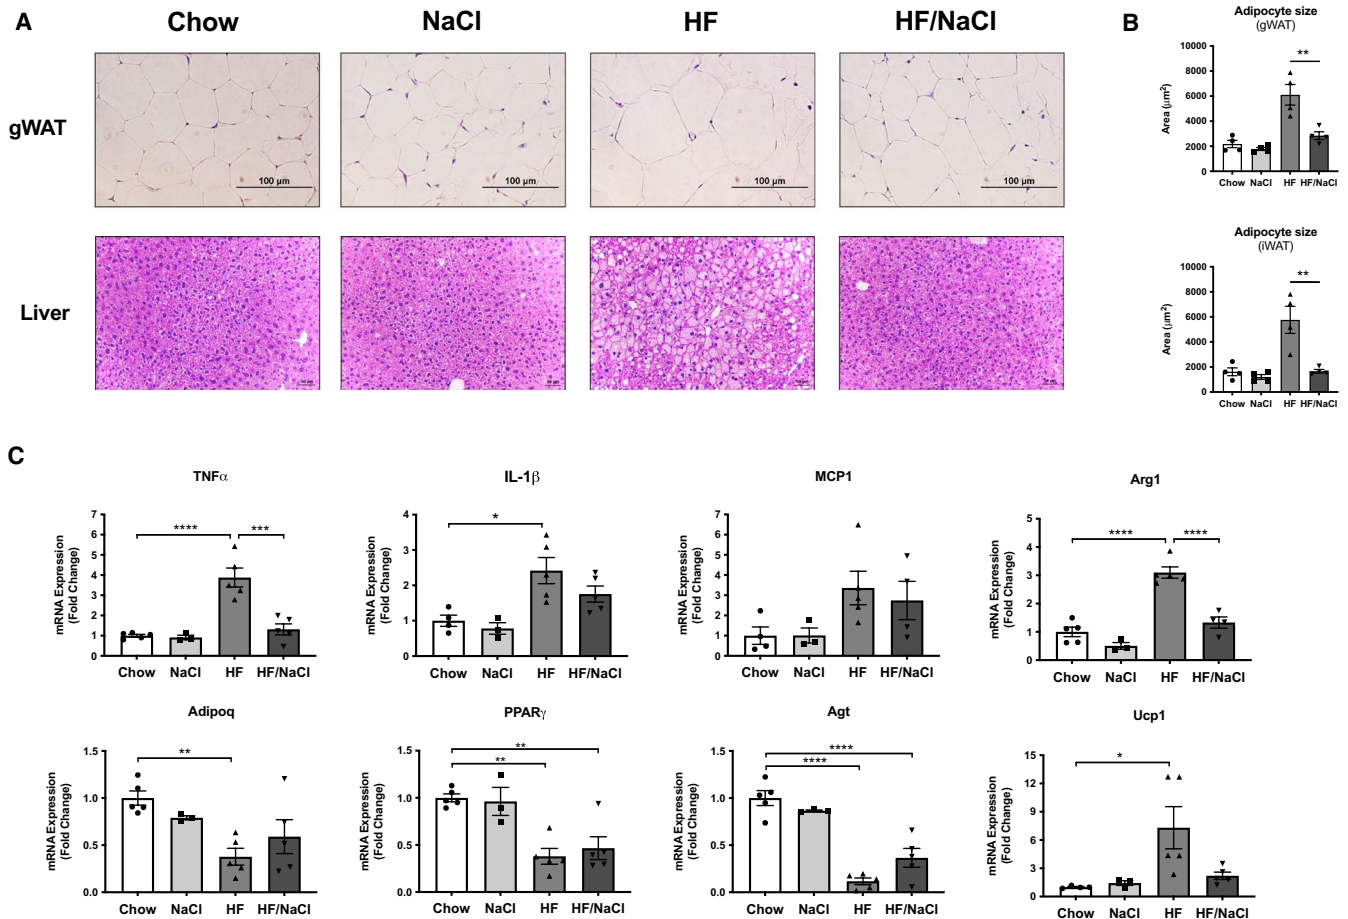 A
Chow
NaCl
HF
HF/NaCl
gWAT
100 µm
100 µm
100 µm
100 µm
Liver
B
Adipocyte size
(gWAT)
10000
8000
6000
4000
2000
0
Area (µm²)
**
Chow NaCl HF HF/NaCl
Adipocyte size
(iWAT)
10000
8000
6000
4000
2000
0
Area (µm²)
**
Chow NaCl HF HF/NaCl
C
TNFα
mRNA Expression
(Fold Change)
7
6
5
4
3
2
1
0
**** ***
Chow NaCl HF HF/NaCl
IL-1β
mRNA Expression
(Fold Change)
4
3
2
1
0
*
Chow NaCl HF HF/NaCl
MCP1
mRNA Expression
(Fold Change)
7
6
5
4
3
2
1
0
Chow NaCl HF HF/NaCl
Arg1
mRNA Expression
(Fold Change)
5
4
3
2
1
0
**** ****
Chow NaCl HF HF/NaCl
Adipoq
mRNA Expression
(Fold Change)
1.5
1.0
0.5
0.0
**
Chow NaCl HF HF/NaCl
PPARγ
mRNA Expression
(Fold Change)
1.5
1.0
0.5
0.0
**
**
Chow NaCl HF HF/NaCl
Agt
mRNA Expression
(Fold Change)
1.5
1.0
0.5
0.0
****
****
Chow NaCl HF HF/NaCl
Ucp1
mRNA Expression
(Fold Change)
15
12
9
6
3
0
*
Chow NaCl HF HF/NaCl